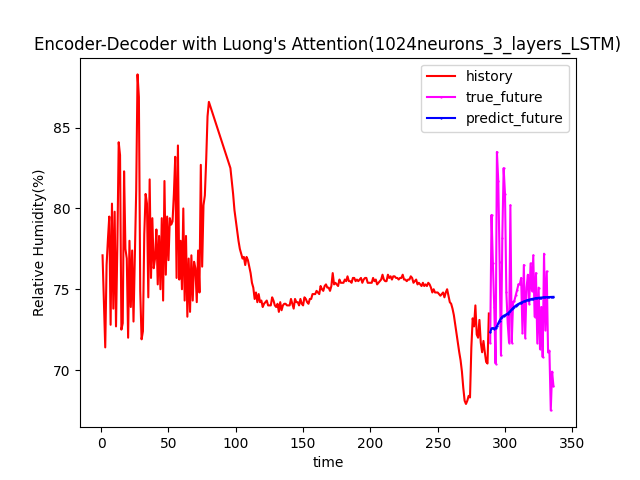 Encoder-Decoder with Luong's Attention(1024neurons_3_layers_LSTM)
history
true_future
predict_future
Relative Humidity(%)
85
80
75
70
0 50 100 150 200 250 300 350
time